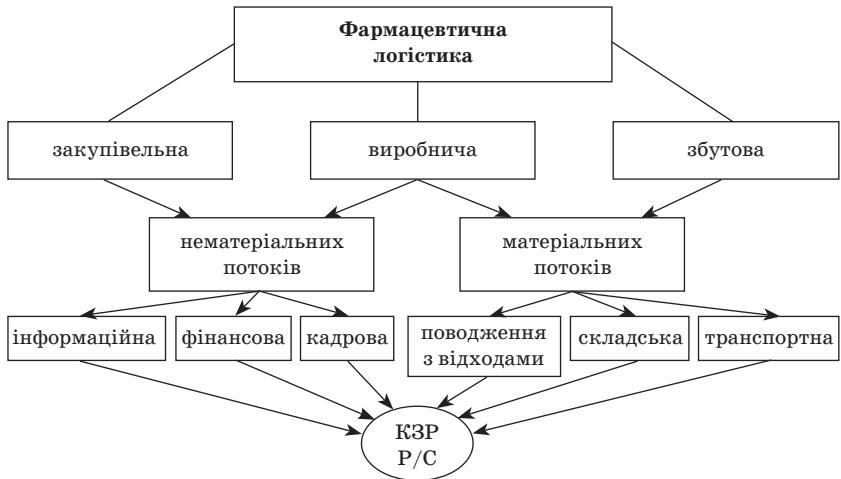 Фармацевтична
логістика
закупівельна
виробнича
збутова
нематеріальних
потоків
матеріальних
потоків
інформаційна
фінансова
кадрова
поводження
з відходами
складська
транспортна
КЗР
Р/С